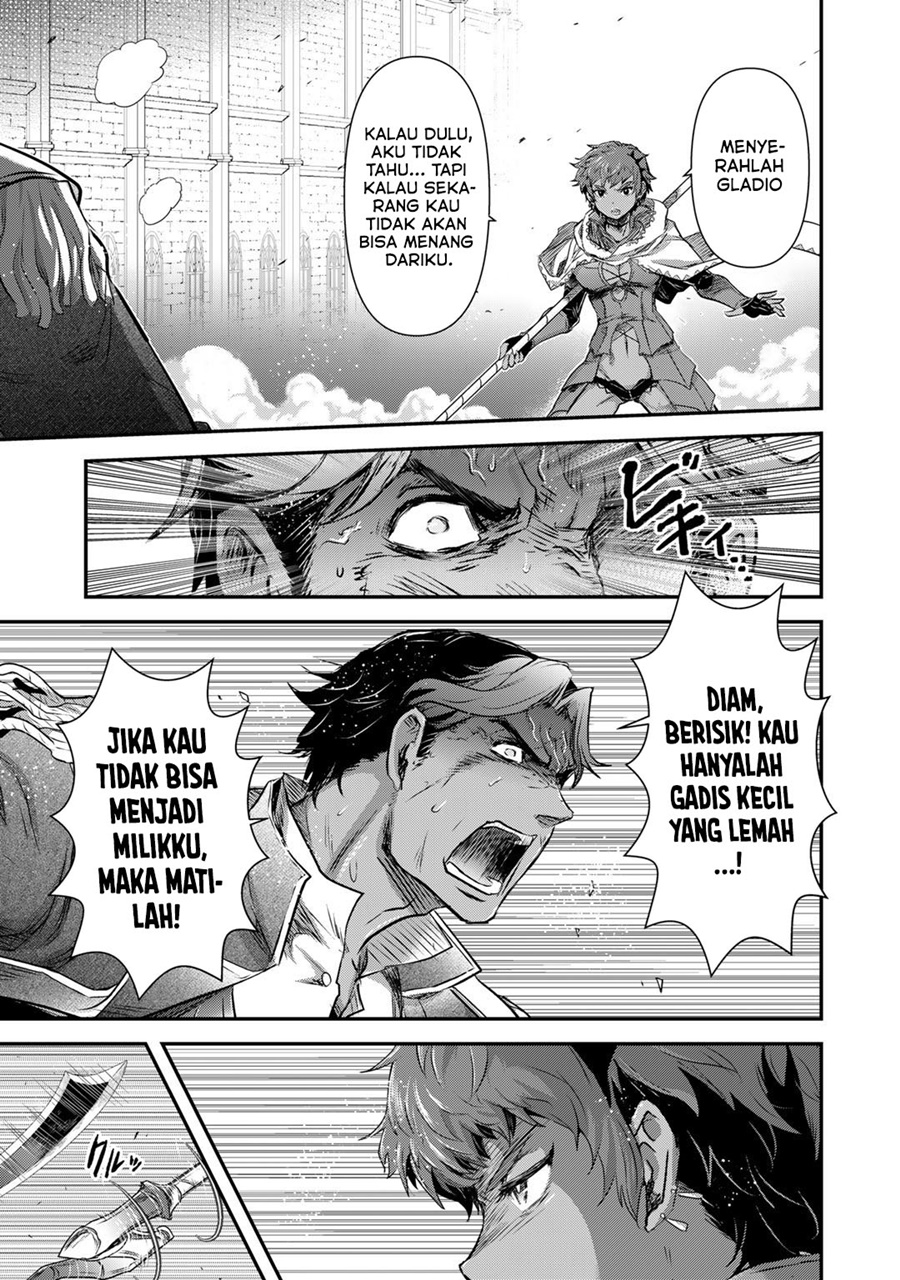 MENYE-
RAHLAH
GLADIO
KALAU DULU,
AKU TIDAK
TAHU... TAPI
KALAU SEKA-
RANG KAU
TIDAK AKAN
BISA MENANG
DARIKU.
ビキィ…
DIAM,
BERISIK! KAU
HANYALAH
GADIS KECIL
YANG LEMAH
...!
JIKA KAU
TIDAK BISA
MENJADI
MILIKKU,
MAKA MATI-
LAH!
クルッ